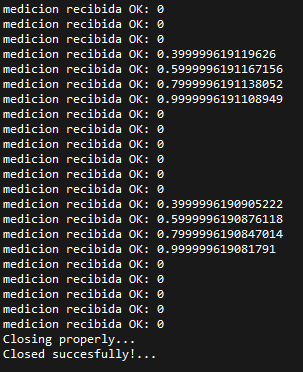 medicion recibida OK: 0
medicion recibida OK: 0
medicion recibida OK: 0
medicion recibida OK: 0.399999619119626
medicion recibida OK: 0.5999996191167156
medicion recibida OK: 0.7999996191138052
medicion recibida OK: 0.9999996191108949
medicion recibida OK: 0
medicion recibida OK: 0
medicion recibida OK: 0
medicion recibida OK: 0
medicion recibida OK: 0
medicion recibida OK: 0
medicion recibida OK: 0.3999996190905222
medicion recibida OK: 0.5999996190876118
medicion recibida OK: 0.7999996190847014
medicion recibida OK: 0.999999619081791
medicion recibida OK: 0
medicion recibida OK: 0
medicion recibida OK: 0
medicion recibida OK: 0
medicion recibida OK: 0
Closing properly...
Closed succesfully!...